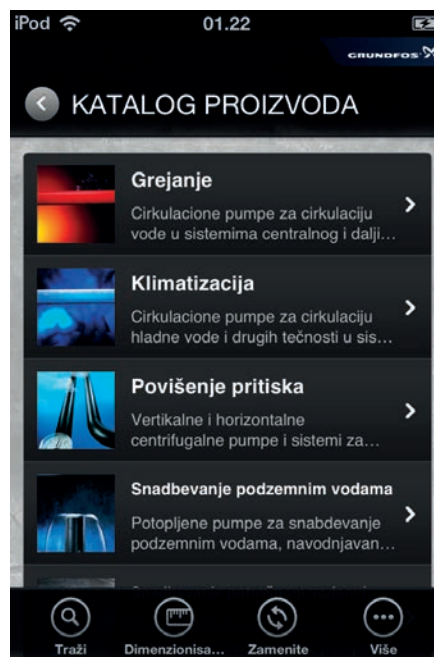 iPod 01.22
GRUNDFOS
KATALOG PROIZVODA
Grejanje
Cirkulacione pumpe za cirkulaciju
vode u sistemima centralnog i dalji...
Klimatizacija
Cirkulacione pumpe za cirkulaciju
hladne vode i drugih tečnosti u sis...
Povišenje pritiska
Vertikalne i horizontalne
centrifugalne pumpe i sistemi za...
Snadbevanje podzemnim vodama
Potopljene pumpe za snabdevanje
podzemnim vodama, navodnjavan...
Traži Dimenzionisa... Zamenite Više